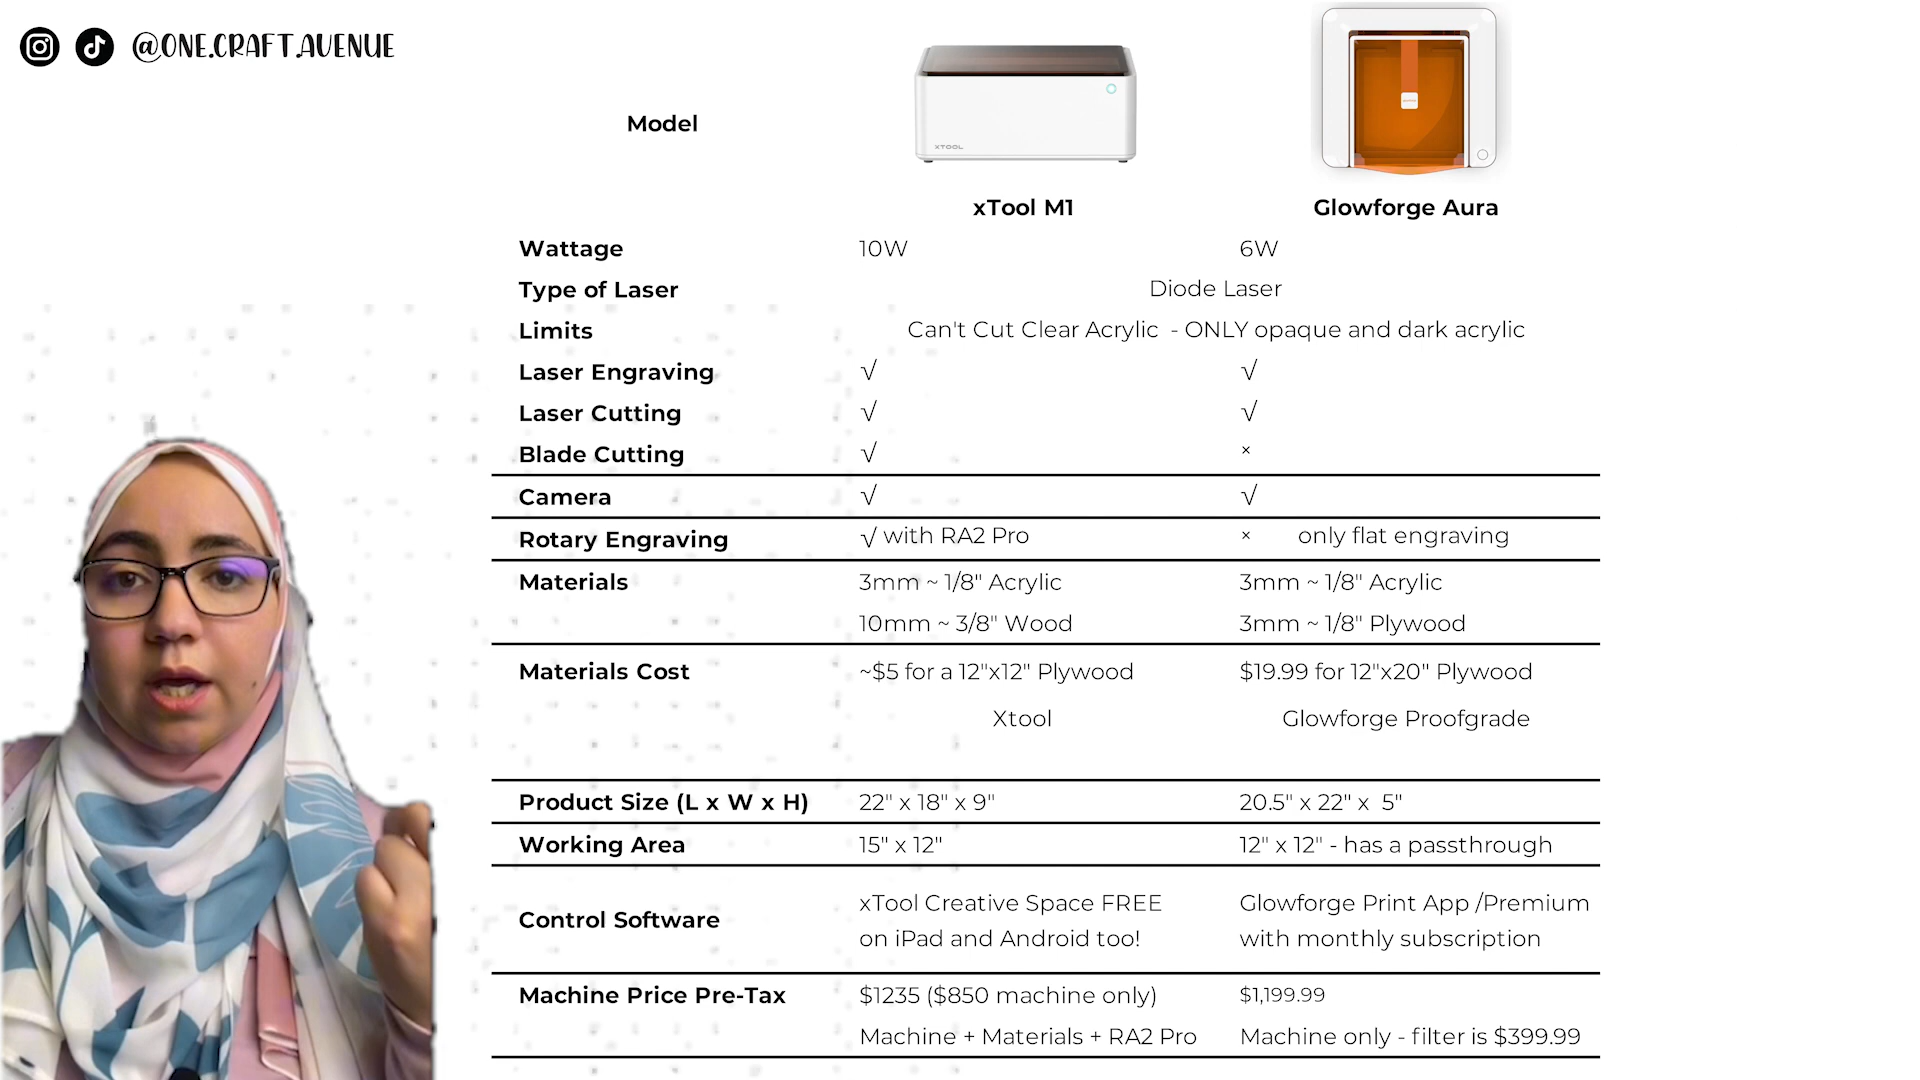 @ONE.CRAFT.AVENUE
Model
XTOOL
xTool M1
Glowforge Aura
Wattage 10W 6W
Type of Laser Diode Laser
Limits Can't Cut Clear Acrylic - ONLY opaque and dark acrylic
Laser Engraving √ √
Laser Cutting √ √
Blade Cutting √ ×
Camera √ √
Rotary Engraving √ with RA2 Pro × only flat engraving
Materials 3mm ~ 1/8" Acrylic 3mm ~ 1/8" Acrylic
10mm ~ 3/8" Wood 3mm ~ 1/8" Plywood
Materials Cost ~$5 for a 12"x12" Plywood $19.99 for 12"x20" Plywood
Xtool Glowforge Proofgrade
Product Size (L x W x H) 22" x 18" x 9" 20.5" x 22" x 5"
Working Area 15" x 12" 12" x 12" - has a passthrough
Control Software xTool Creative Space FREE Glowforge Print App /Premium
on iPad and Android too! with monthly subscription
Machine Price Pre-Tax $1235 ($850 machine only) $1,199.99
Machine + Materials + RA2 Pro Machine only - filter is $399.99